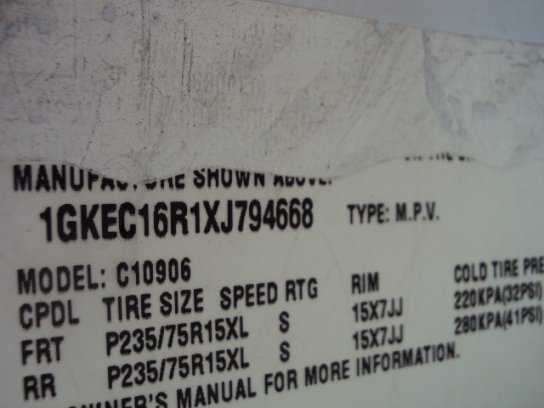 MANUFACTURE SHOWN ABOVE.
1GKEC16R1XJ794668 TYPE: M.P.V.
MODEL: C10906
CPDL TIRE SIZE SPEED RTG RIM COLD TIRE PRE
FRT P235/75R15XL S 15X7JJ 220KPA(32PSI)
RR P235/75R15XL S 15X7JJ 280KPA(41PSI)
OWNER'S MANUAL FOR MORE INFORMATION.